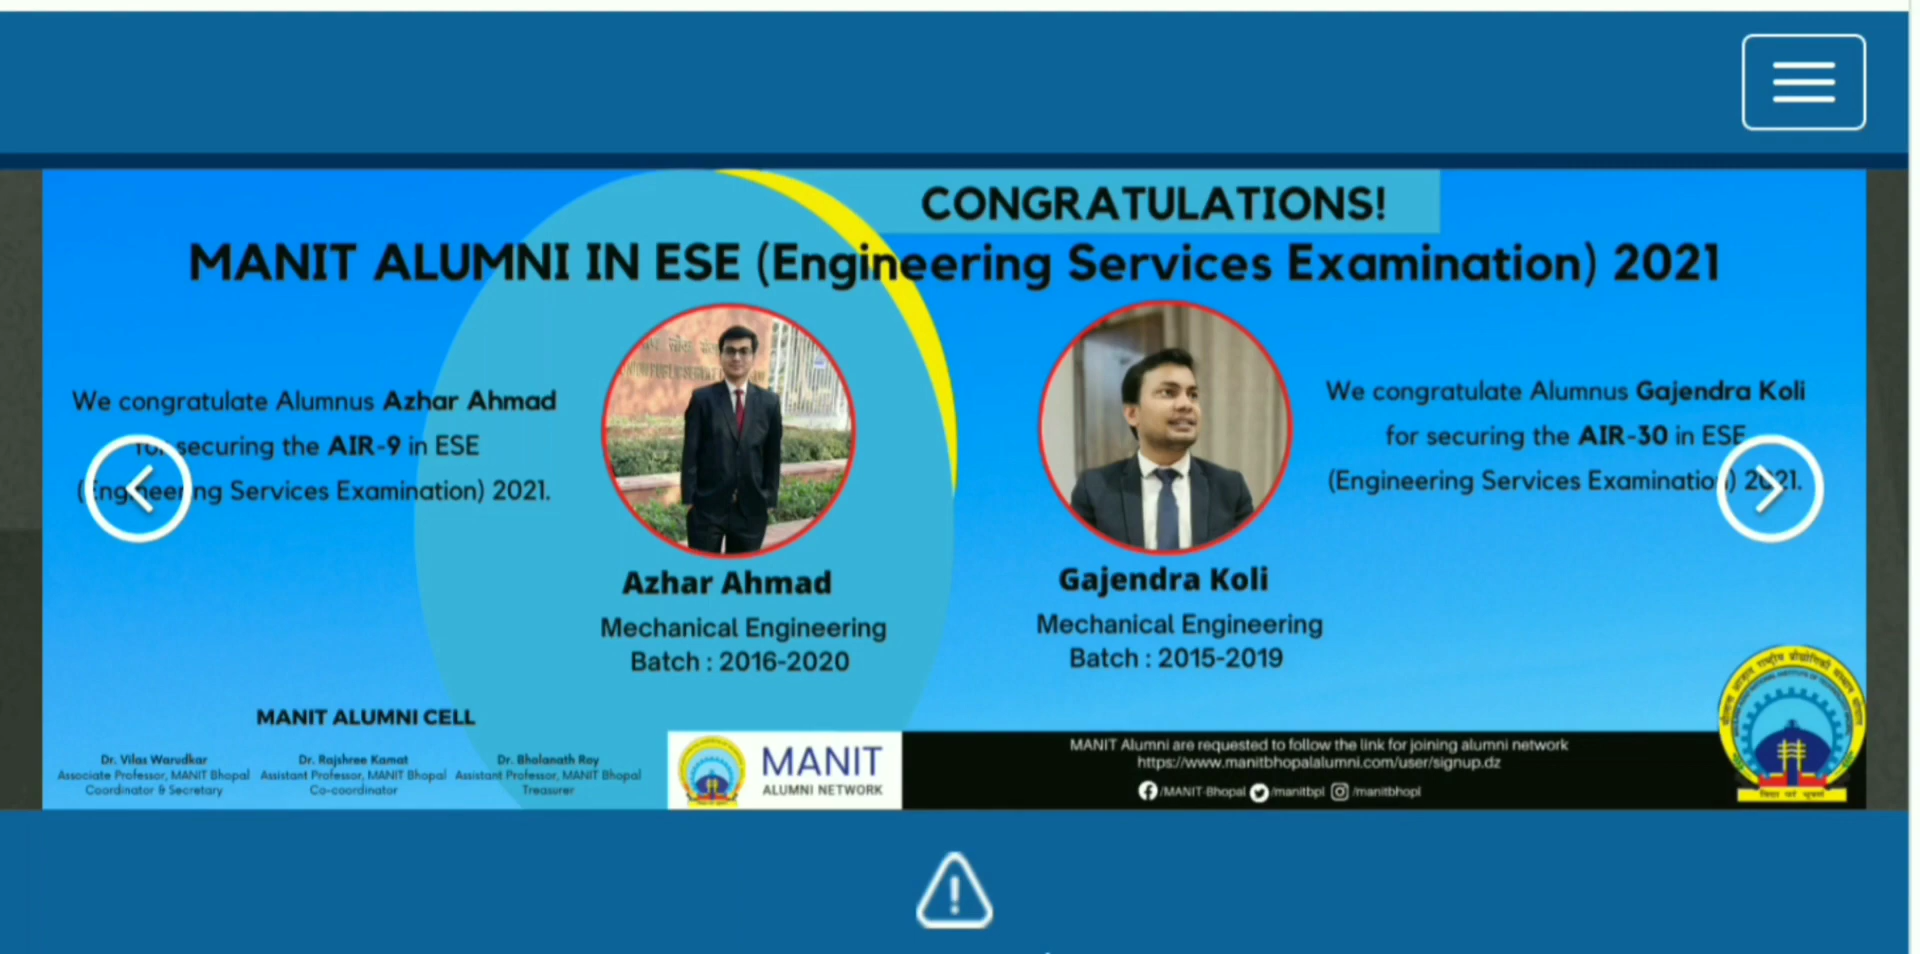 CONGRATULATIONS!
MANIT ALUMNI IN ESE (Engineering Services Examination) 2021
We congratulate Alumnus Azhar Ahmad
for securing the AIR-9 in ESE
(Engineering Services Examination) 2021.
We congratulate Alumnus Gajendra Koli
for securing the AIR-30 in ESE
(Engineering Services Examination) 2021.
Azhar Ahmad
Mechanical Engineering
Batch : 2016-2020
Gajendra Koli
Mechanical Engineering
Batch : 2015-2019
MANIT ALUMNI CELL
Dr. Vilas Warudkar
Associate Professor, MANIT Bhopal
Coordinator & Secretary
Dr. Rajshree Kamat
Assistant Professor, MANIT Bhopal
Co-coordinator
Dr. Bholanath Roy
Assistant Professor, MANIT Bhopal
Treasurer
MANIT
ALUMNI NETWORK
MANIT Alumni are requested to follow the link for joining alumni network
https://www.manitbhopalalumni.com/user/signup.dz
/MANIT-Bhopal /manitbpl /manitbhopl